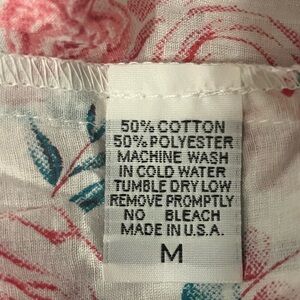 50% COTTON
50% POLYESTER
MACHINE WASH
IN COLD WATER
TUMBLE DRY LOW
REMOVE PROMPTLY
NO BLEACH
MADE IN U.S.A.
M